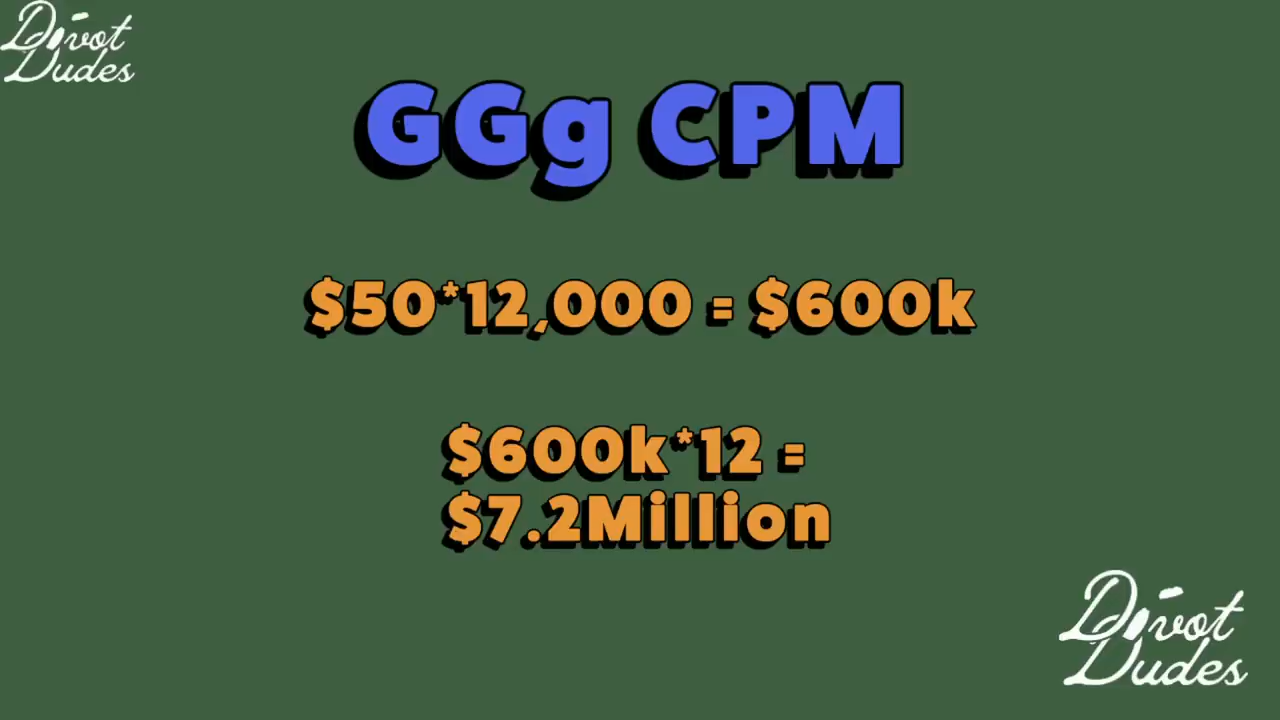 Divot
Dudes
GGg CPM
$50*12,000 = $600k
$600k*12 =
$7.2Million
Divot
Dudes